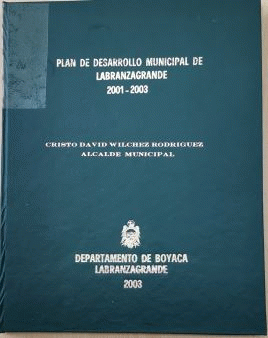 PLAN DE DESARROLLO MUNICIPAL DE
LABRANZAGRANDE
2001-2003
CRISTO DAVID WILCHEZ RODRIGUEZ
ALCALDE MUNICIPAL
DEPARTAMENTO DE BOYACA
LABRANZAGRANDE
2003